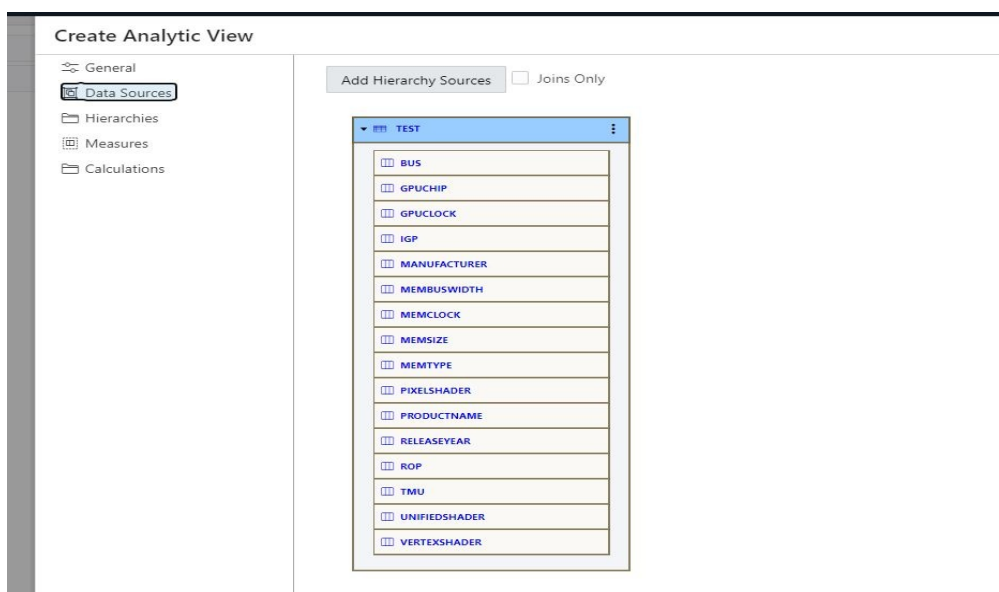 Create Analytic View
General
Data Sources
Hierarchies
Measures
Calculations
Add Hierarchy Sources
Joins Only
TEST
BUS
GPUCHIP
GPUCLOCK
IGP
MANUFACTURER
MEMBUSWIDTH
MEMCLOCK
MEMSIZE
MEMTYPE
PIXELSHADER
PRODUCTNAME
RELEASEYEAR
ROP
TMU
UNIFIEDSHADER
VERTEXSHADER